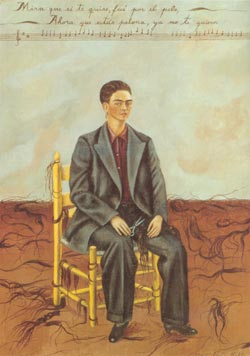 Mira que si te quise, fué por el pelo,
Ahora que estás pelona, ya no te quiero.